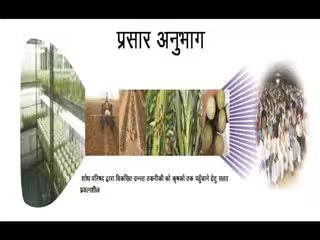 प्रसार अनुभाग
शोध परिषद द्वारा विकसित उन्नत तकनीकी को कृषकों तक पहुँचाने हेतु सतत
प्रयत्नशील